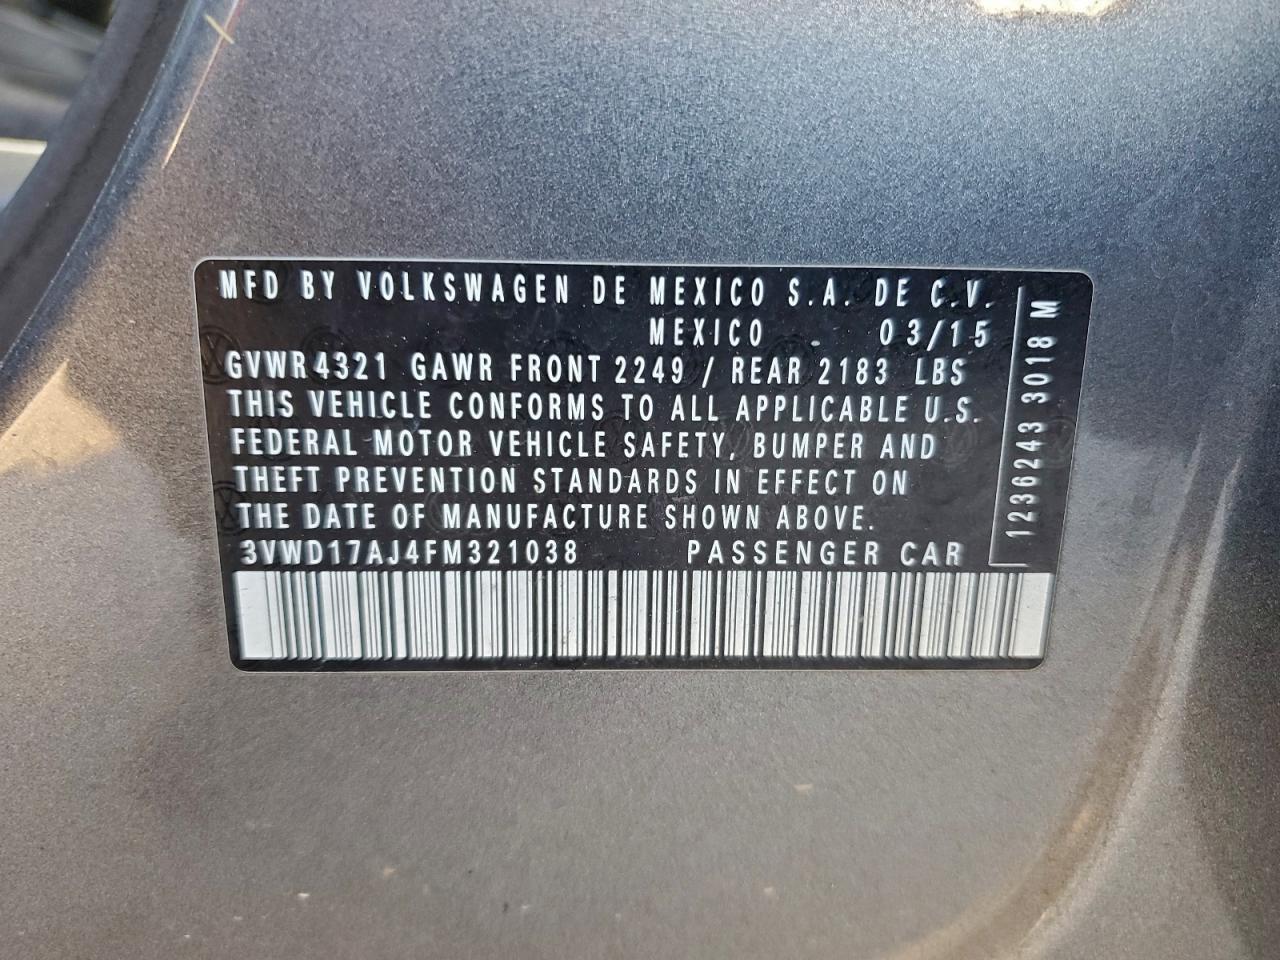 MFD BY VOLKSWAGEN DE MEXICO S.A. DE C.V.
MEXICO - 03/15
GVWR 4321 GAWR FRONT 2249 / REAR 2183 LBS
THIS VEHICLE CONFORMS TO ALL APPLICABLE U.S.
FEDERAL MOTOR VEHICLE SAFETY, BUMPER AND
THEFT PREVENTION STANDARDS IN EFFECT ON
THE DATE OF MANUFACTURE SHOWN ABOVE.
3VWD17AJ4FM321038 PASSENGER CAR
1236243 3018 M